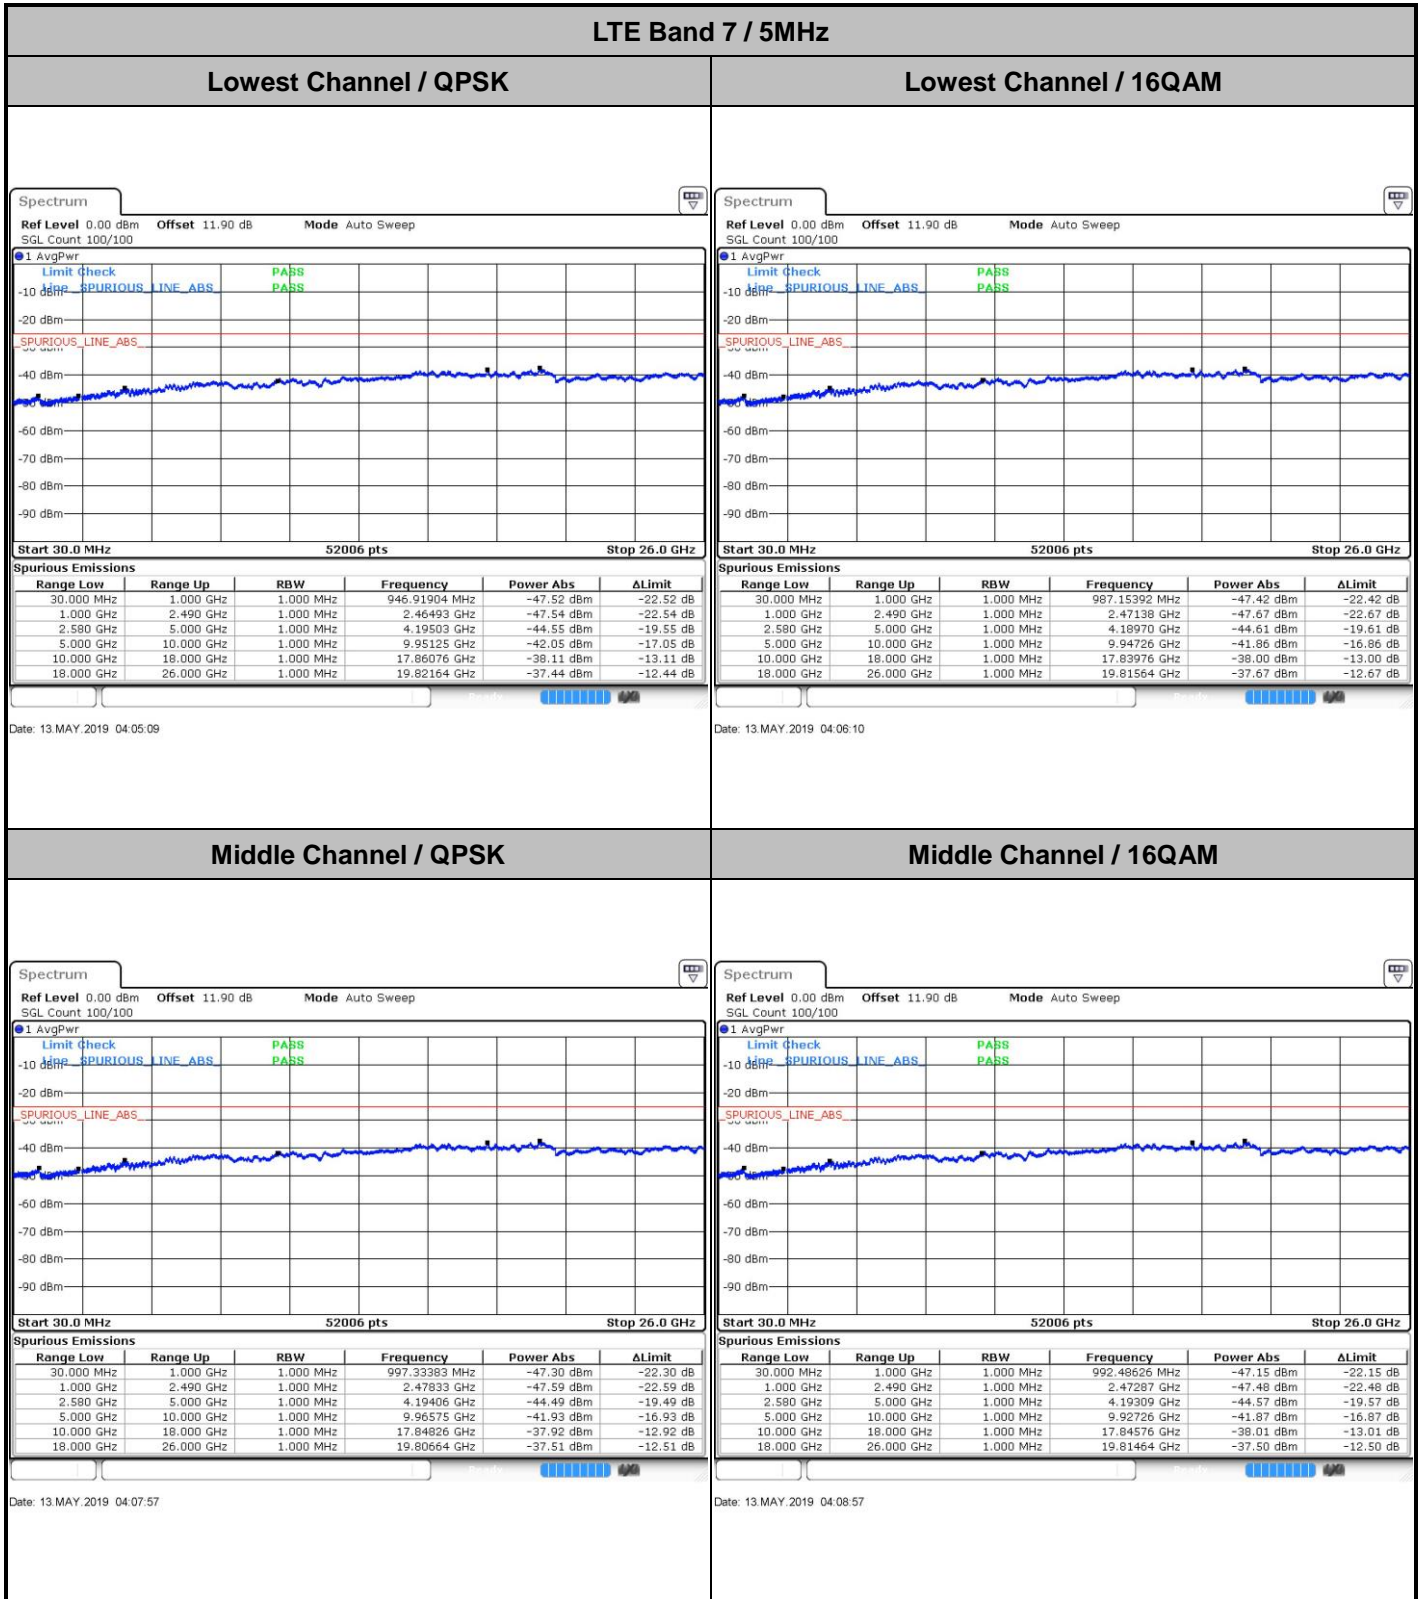 LTE Band 7 / 5MHz
Lowest Channel / QPSK
Lowest Channel / 16QAM
Spectrum
Ref Level 0.00 dBm Offset 11.90 dB Mode Auto Sweep
SGL Count 100/100
1 AvgPwr
Limit Check PASS
-10 dBm Line _SPURIOUS_LINE_ABS_ PASS
-20 dBm
_SPURIOUS_LINE_ABS_
-30 dBm
-40 dBm
-50 dBm
-60 dBm
-70 dBm
-80 dBm
-90 dBm
Start 30.0 MHz 52006 pts Stop 26.0 GHz
Spurious Emissions
Range Low Range Up RBW Frequency Power Abs ΔLimit
30.000 MHz 1.000 GHz 1.000 MHz 946.91904 MHz -47.52 dBm -22.52 dB
1.000 GHz 2.490 GHz 1.000 MHz 2.46493 GHz -47.54 dBm -22.54 dB
2.580 GHz 5.000 GHz 1.000 MHz 4.19503 GHz -44.55 dBm -19.55 dB
5.000 GHz 10.000 GHz 1.000 MHz 9.95125 GHz -42.05 dBm -17.05 dB
10.000 GHz 18.000 GHz 1.000 MHz 17.86076 GHz -38.11 dBm -13.11 dB
18.000 GHz 26.000 GHz 1.000 MHz 19.82164 GHz -37.44 dBm -12.44 dB
Date: 13.MAY.2019 04:05:09
Spectrum
Ref Level 0.00 dBm Offset 11.90 dB Mode Auto Sweep
SGL Count 100/100
1 AvgPwr
Limit Check PASS
-10 dBm Line _SPURIOUS_LINE_ABS_ PASS
-20 dBm
_SPURIOUS_LINE_ABS_
-30 dBm
-40 dBm
-50 dBm
-60 dBm
-70 dBm
-80 dBm
-90 dBm
Start 30.0 MHz 52006 pts Stop 26.0 GHz
Spurious Emissions
Range Low Range Up RBW Frequency Power Abs ΔLimit
30.000 MHz 1.000 GHz 1.000 MHz 987.15392 MHz -47.42 dBm -22.42 dB
1.000 GHz 2.490 GHz 1.000 MHz 2.47138 GHz -47.67 dBm -22.67 dB
2.580 GHz 5.000 GHz 1.000 MHz 4.18970 GHz -44.61 dBm -19.61 dB
5.000 GHz 10.000 GHz 1.000 MHz 9.94726 GHz -41.86 dBm -16.86 dB
10.000 GHz 18.000 GHz 1.000 MHz 17.83976 GHz -38.00 dBm -13.00 dB
18.000 GHz 26.000 GHz 1.000 MHz 19.81564 GHz -37.67 dBm -12.67 dB
Date: 13.MAY.2019 04:06:10
Middle Channel / QPSK
Middle Channel / 16QAM
Spectrum
Ref Level 0.00 dBm Offset 11.90 dB Mode Auto Sweep
SGL Count 100/100
1 AvgPwr
Limit Check PASS
-10 dBm Line _SPURIOUS_LINE_ABS_ PASS
-20 dBm
_SPURIOUS_LINE_ABS_
-30 dBm
-40 dBm
-50 dBm
-60 dBm
-70 dBm
-80 dBm
-90 dBm
Start 30.0 MHz 52006 pts Stop 26.0 GHz
Spurious Emissions
Range Low Range Up RBW Frequency Power Abs ΔLimit
30.000 MHz 1.000 GHz 1.000 MHz 997.33383 MHz -47.30 dBm -22.30 dB
1.000 GHz 2.490 GHz 1.000 MHz 2.47833 GHz -47.59 dBm -22.59 dB
2.580 GHz 5.000 GHz 1.000 MHz 4.19406 GHz -44.49 dBm -19.49 dB
5.000 GHz 10.000 GHz 1.000 MHz 9.96575 GHz -41.93 dBm -16.93 dB
10.000 GHz 18.000 GHz 1.000 MHz 17.84826 GHz -37.92 dBm -12.92 dB
18.000 GHz 26.000 GHz 1.000 MHz 19.80664 GHz -37.51 dBm -12.51 dB
Date: 13.MAY.2019 04:07:57
Spectrum
Ref Level 0.00 dBm Offset 11.90 dB Mode Auto Sweep
SGL Count 100/100
1 AvgPwr
Limit Check PASS
-10 dBm Line _SPURIOUS_LINE_ABS_ PASS
-20 dBm
_SPURIOUS_LINE_ABS_
-30 dBm
-40 dBm
-50 dBm
-60 dBm
-70 dBm
-80 dBm
-90 dBm
Start 30.0 MHz 52006 pts Stop 26.0 GHz
Spurious Emissions
Range Low Range Up RBW Frequency Power Abs ΔLimit
30.000 MHz 1.000 GHz 1.000 MHz 992.48626 MHz -47.15 dBm -22.15 dB
1.000 GHz 2.490 GHz 1.000 MHz 2.47287 GHz -47.48 dBm -22.48 dB
2.580 GHz 5.000 GHz 1.000 MHz 4.19309 GHz -44.57 dBm -19.57 dB
5.000 GHz 10.000 GHz 1.000 MHz 9.92726 GHz -41.87 dBm -16.87 dB
10.000 GHz 18.000 GHz 1.000 MHz 17.84576 GHz -38.01 dBm -13.01 dB
18.000 GHz 26.000 GHz 1.000 MHz 19.81464 GHz -37.50 dBm -12.50 dB
Date: 13.MAY.2019 04:08:57